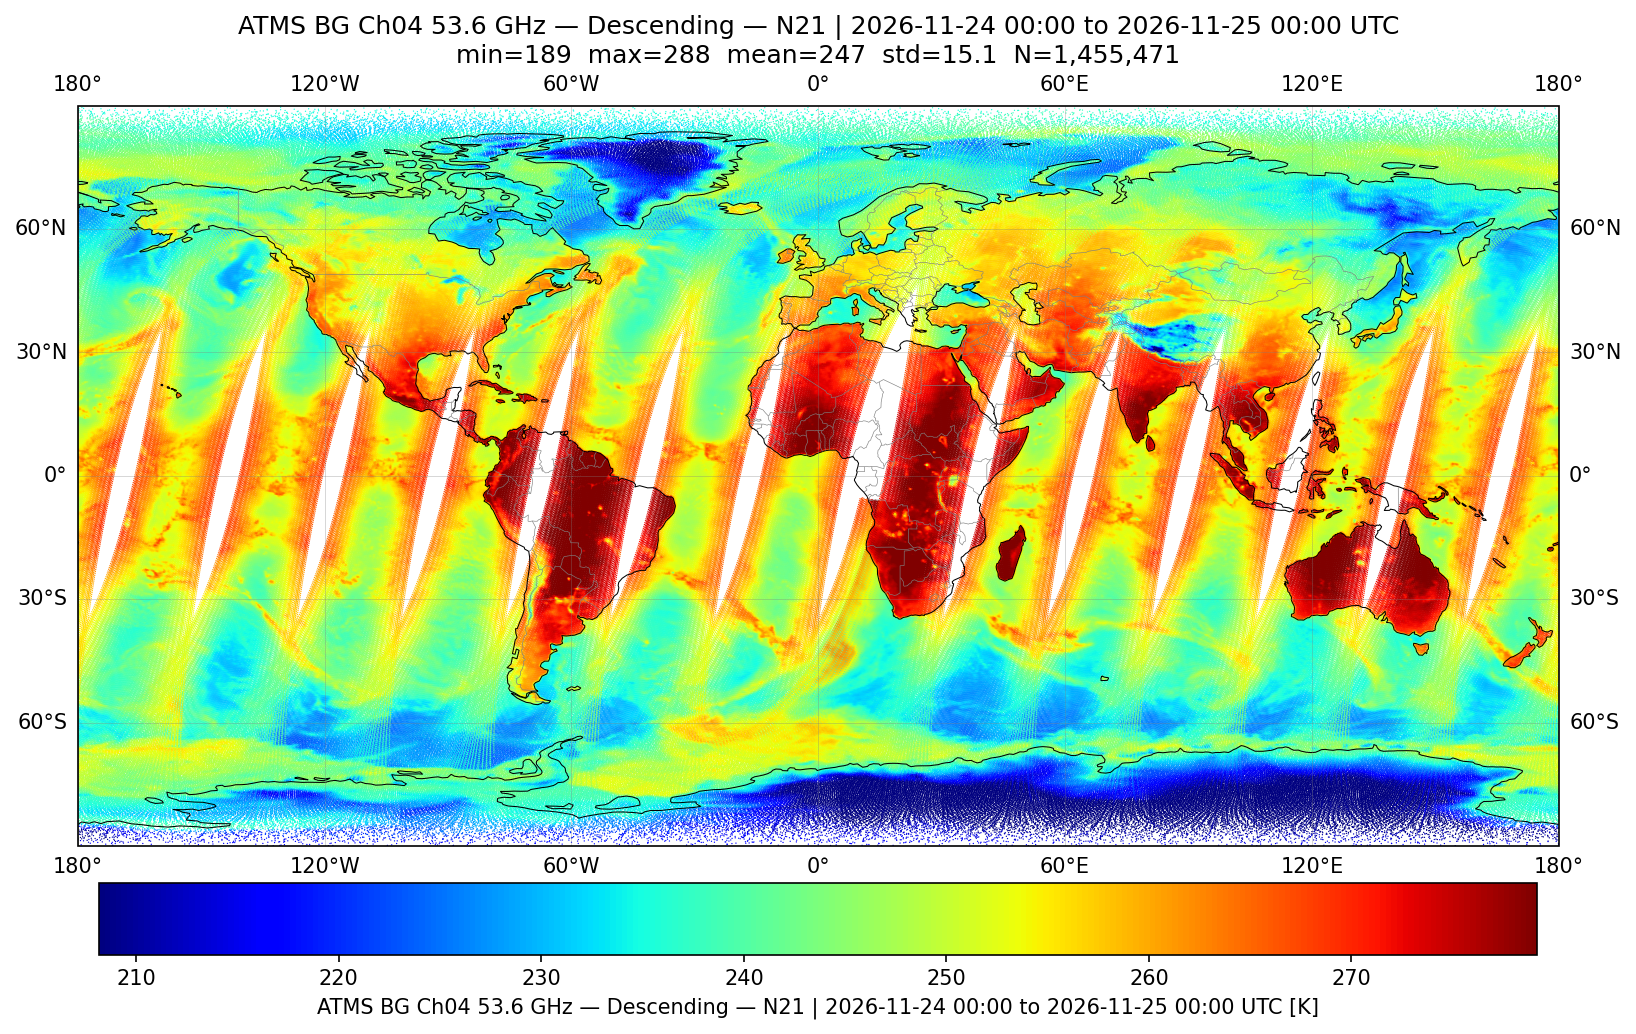 ATMS BG Ch04 53.6 GHz — Descending — N21 | 2026-11-24 00:00 to 2026-11-25 00:00 UTC
min=189 max=288 mean=247 std=15.1 N=1,455,471
180° 120°W 60°W 0° 60°E 120°E 180°
60°N 60°N
30°N 30°N
0° 0°
30°S 30°S
60°S 60°S
180° 120°W 60°W 0° 60°E 120°E 180°
210 220 230 240 250 260 270
ATMS BG Ch04 53.6 GHz — Descending — N21 | 2026-11-24 00:00 to 2026-11-25 00:00 UTC [K]